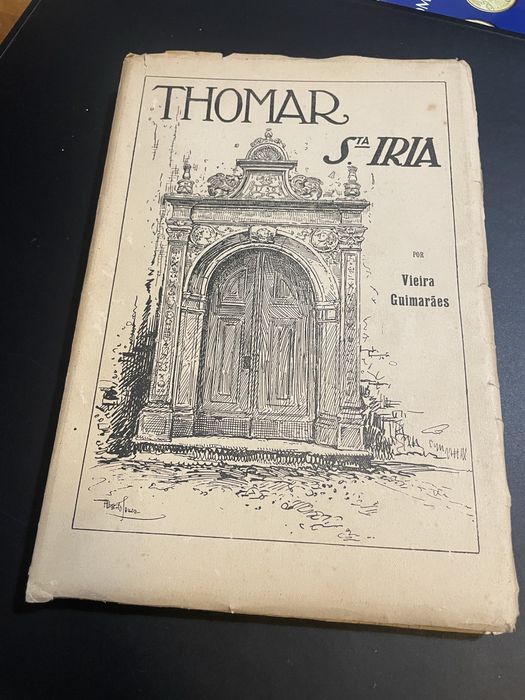 THOMAR
STA IRIA
POR
Vieira
Guimarães